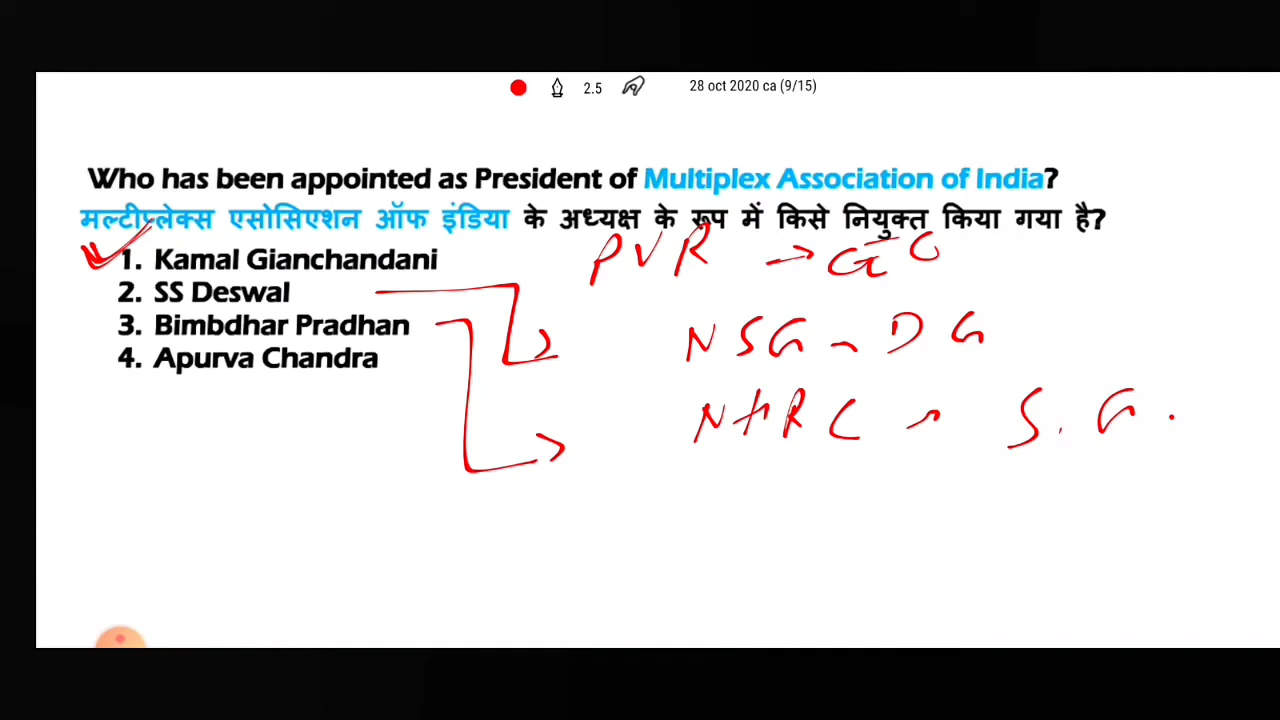 2.5 28 oct 2020 ca (9/15)
Who has been appointed as President of Multiplex Association of India?
मल्टीप्लेक्स एसोसिएशन ऑफ इंडिया के अध्यक्ष के रूप में किसे नियुक्त किया गया है?
1. Kamal Gianchandani
2. SS Deswal
3. Bimbdhar Pradhan
4. Apurva Chandra
PVR →
NSG - DG
NHRC → S.G.